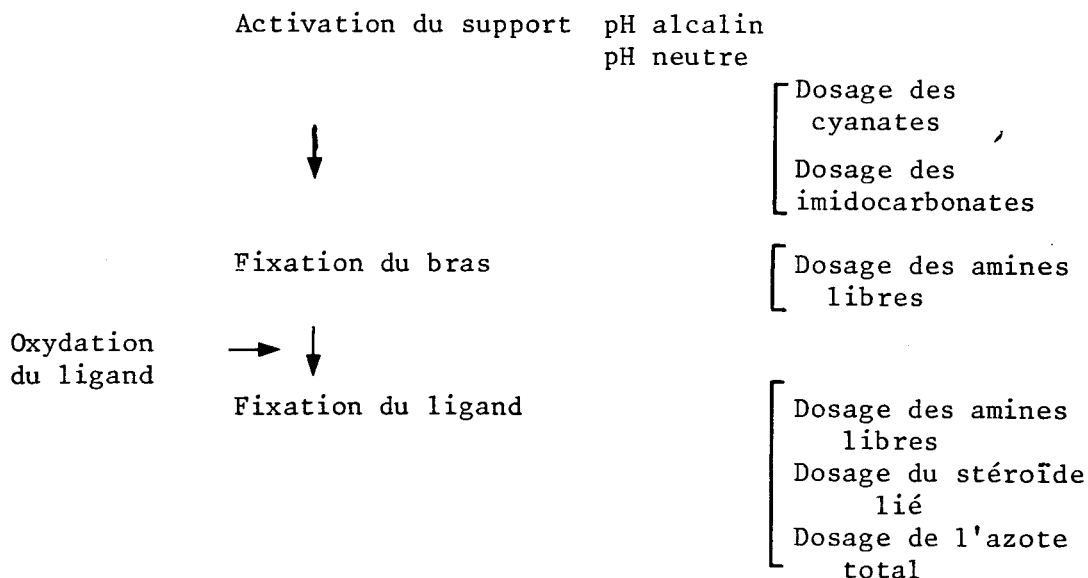 Activation du support pH alcalin
pH neutre
Dosage des
cyanates
Dosage des
imidocarbonates
Fixation du bras
Dosage des amines
libres
Oxydation
du ligand
Fixation du ligand
Dosage des amines
libres
Dosage du stéroïde
lié
Dosage de l'azote
total